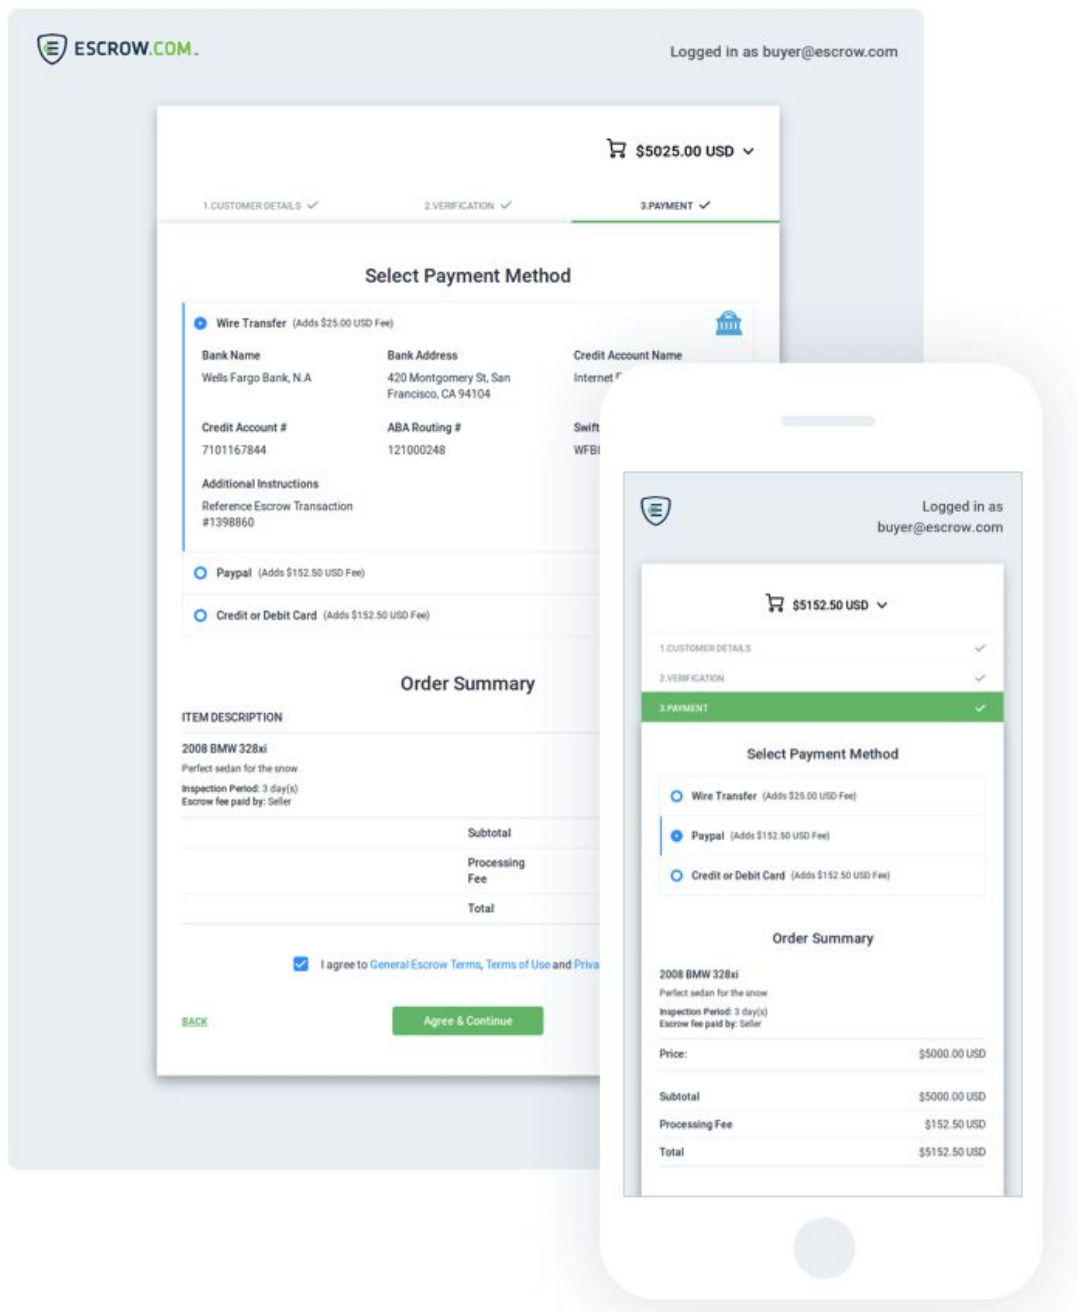 ESCROW.COM
Logged in as buyer@escrow.com
$5025.00 USD
1.CUSTOMER DETAILS 2.VERIFICATION 3.PAYMENT
Select Payment Method
Wire Transfer (Adds $25.00 USD Fee)
Bank Name Bank Address Credit Account Name
Wells Fargo Bank, N.A 420 Montgomery St, San Internet
Francisco, CA 94104
Credit Account # ABA Routing # Swift
7101167844 121000248
Additional Instructions
Reference Escrow Transaction
#1398860
Paypal (Adds $152.50 USD Fee)
Credit or Debit Card (Adds $152.50 USD Fee)
Order Summary
ITEM DESCRIPTION
2008 BMW 328xi
Perfect sedan for the snow
Inspection Period: 3 day(s)
Escrow fee paid by: Seller
Subtotal
Processing
Fee
Total
I agree to General Escrow Terms, Terms of Use and Priva
BACK
Agree & Continue
Logged in as
buyer@escrow.com
$5152.50 USD
1.CUSTOMER DETAILS
2.VERIFICATION
3.PAYMENT
Select Payment Method
Wire Transfer (Adds $25.00 USD Fee)
Paypal (Adds $152.50 USD Fee)
Credit or Debit Card (Adds $152.50 USD Fee)
Order Summary
2008 BMW 328xi
Perfect sedan for the snow
Inspection Period: 3 day(s)
Escrow fee paid by: Seller
Price: $5000.00 USD
Subtotal $5000.00 USD
Processing Fee $152.50 USD
Total $5152.50 USD